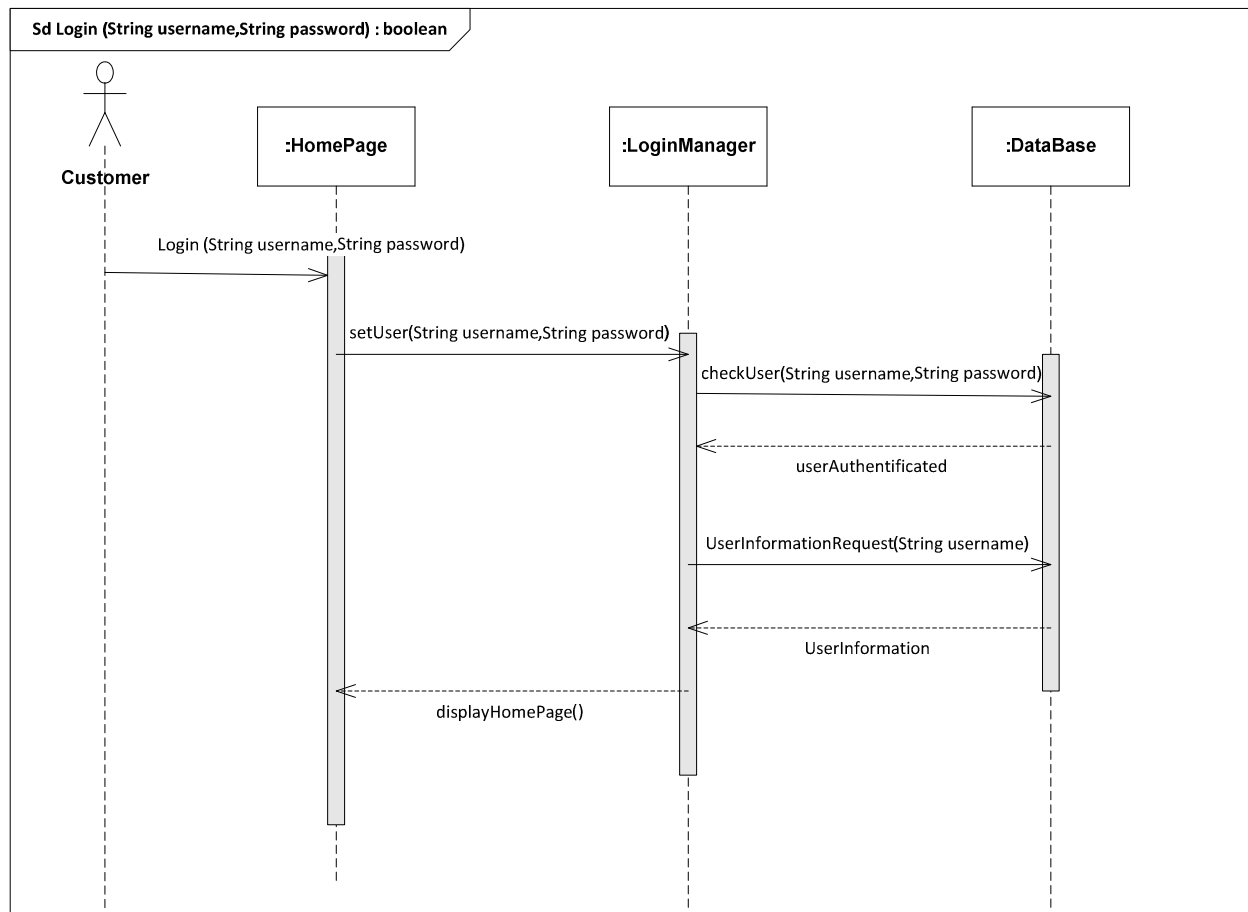 Sd Login (String username,String password) : boolean
Customer
:HomePage
:LoginManager
:DataBase
Login (String username,String password)
setUser(String username,String password)
checkUser(String username,String password)
userAuthentificated
UserInformationRequest(String username)
UserInformation
displayHomePage()